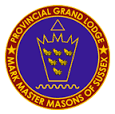 PROVINCIAL GRAND LODGE
MARK MASTER MASONS OF SUSSEX